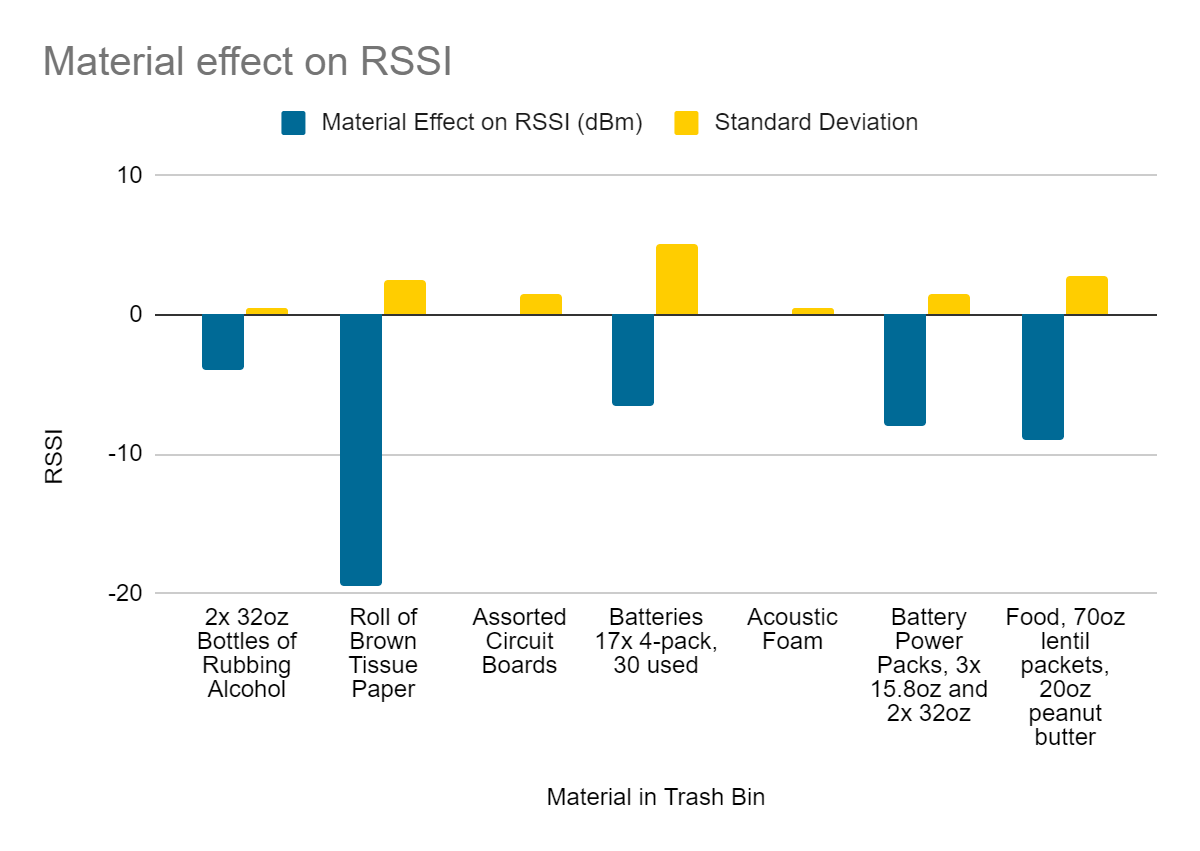 Material effect on RSSI
Material Effect on RSSI (dBm)
Standard Deviation
10
0
-10
-20
RSSI
2x 32oz
Bottles of
Rubbing
Alcohol
Roll of
Brown
Tissue
Paper
Assorted
Circuit
Boards
Batteries
17x 4-pack,
30 used
Acoustic
Foam
Battery
Power
Packs, 3x
15.8oz and
2x 32oz
Food, 70oz
lentil
packets,
20oz
peanut
butter
Material in Trash Bin